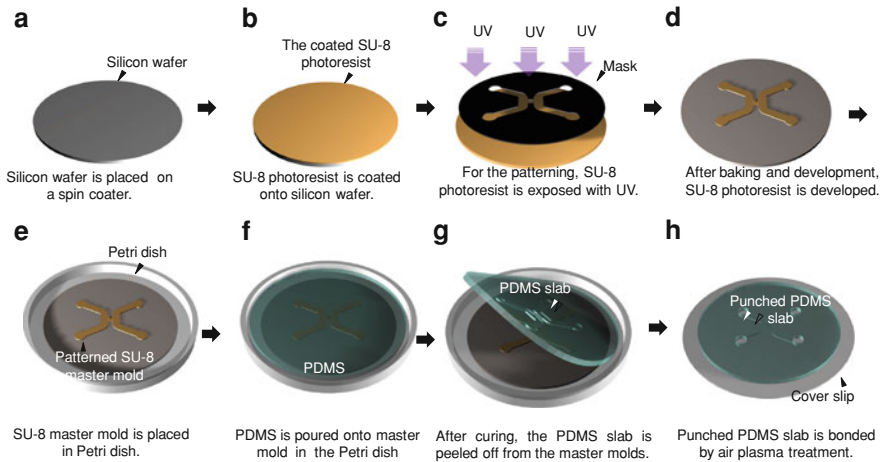 a
Silicon wafer
Silicon wafer is placed on
a spin coater.
b
The coated SU-8
photoresist
SU-8 photoresist is coated
onto silicon wafer.
c
UV UV UV
Mask
For the patterning, SU-8
photoresist is exposed with UV.
d
After baking and development,
SU-8 photoresist is developed.
e
Petri dish
Patterned SU-8
master mold
SU-8 master mold is placed
in Petri dish.
f
PDMS
PDMS is poured onto master
mold in the Petri dish
g
PDMS slab
After curing, the PDMS slab is
peeled off from the master molds.
h
Punched PDMS
slab
Cover slip
Punched PDMS slab is bonded
by air plasma treatment.